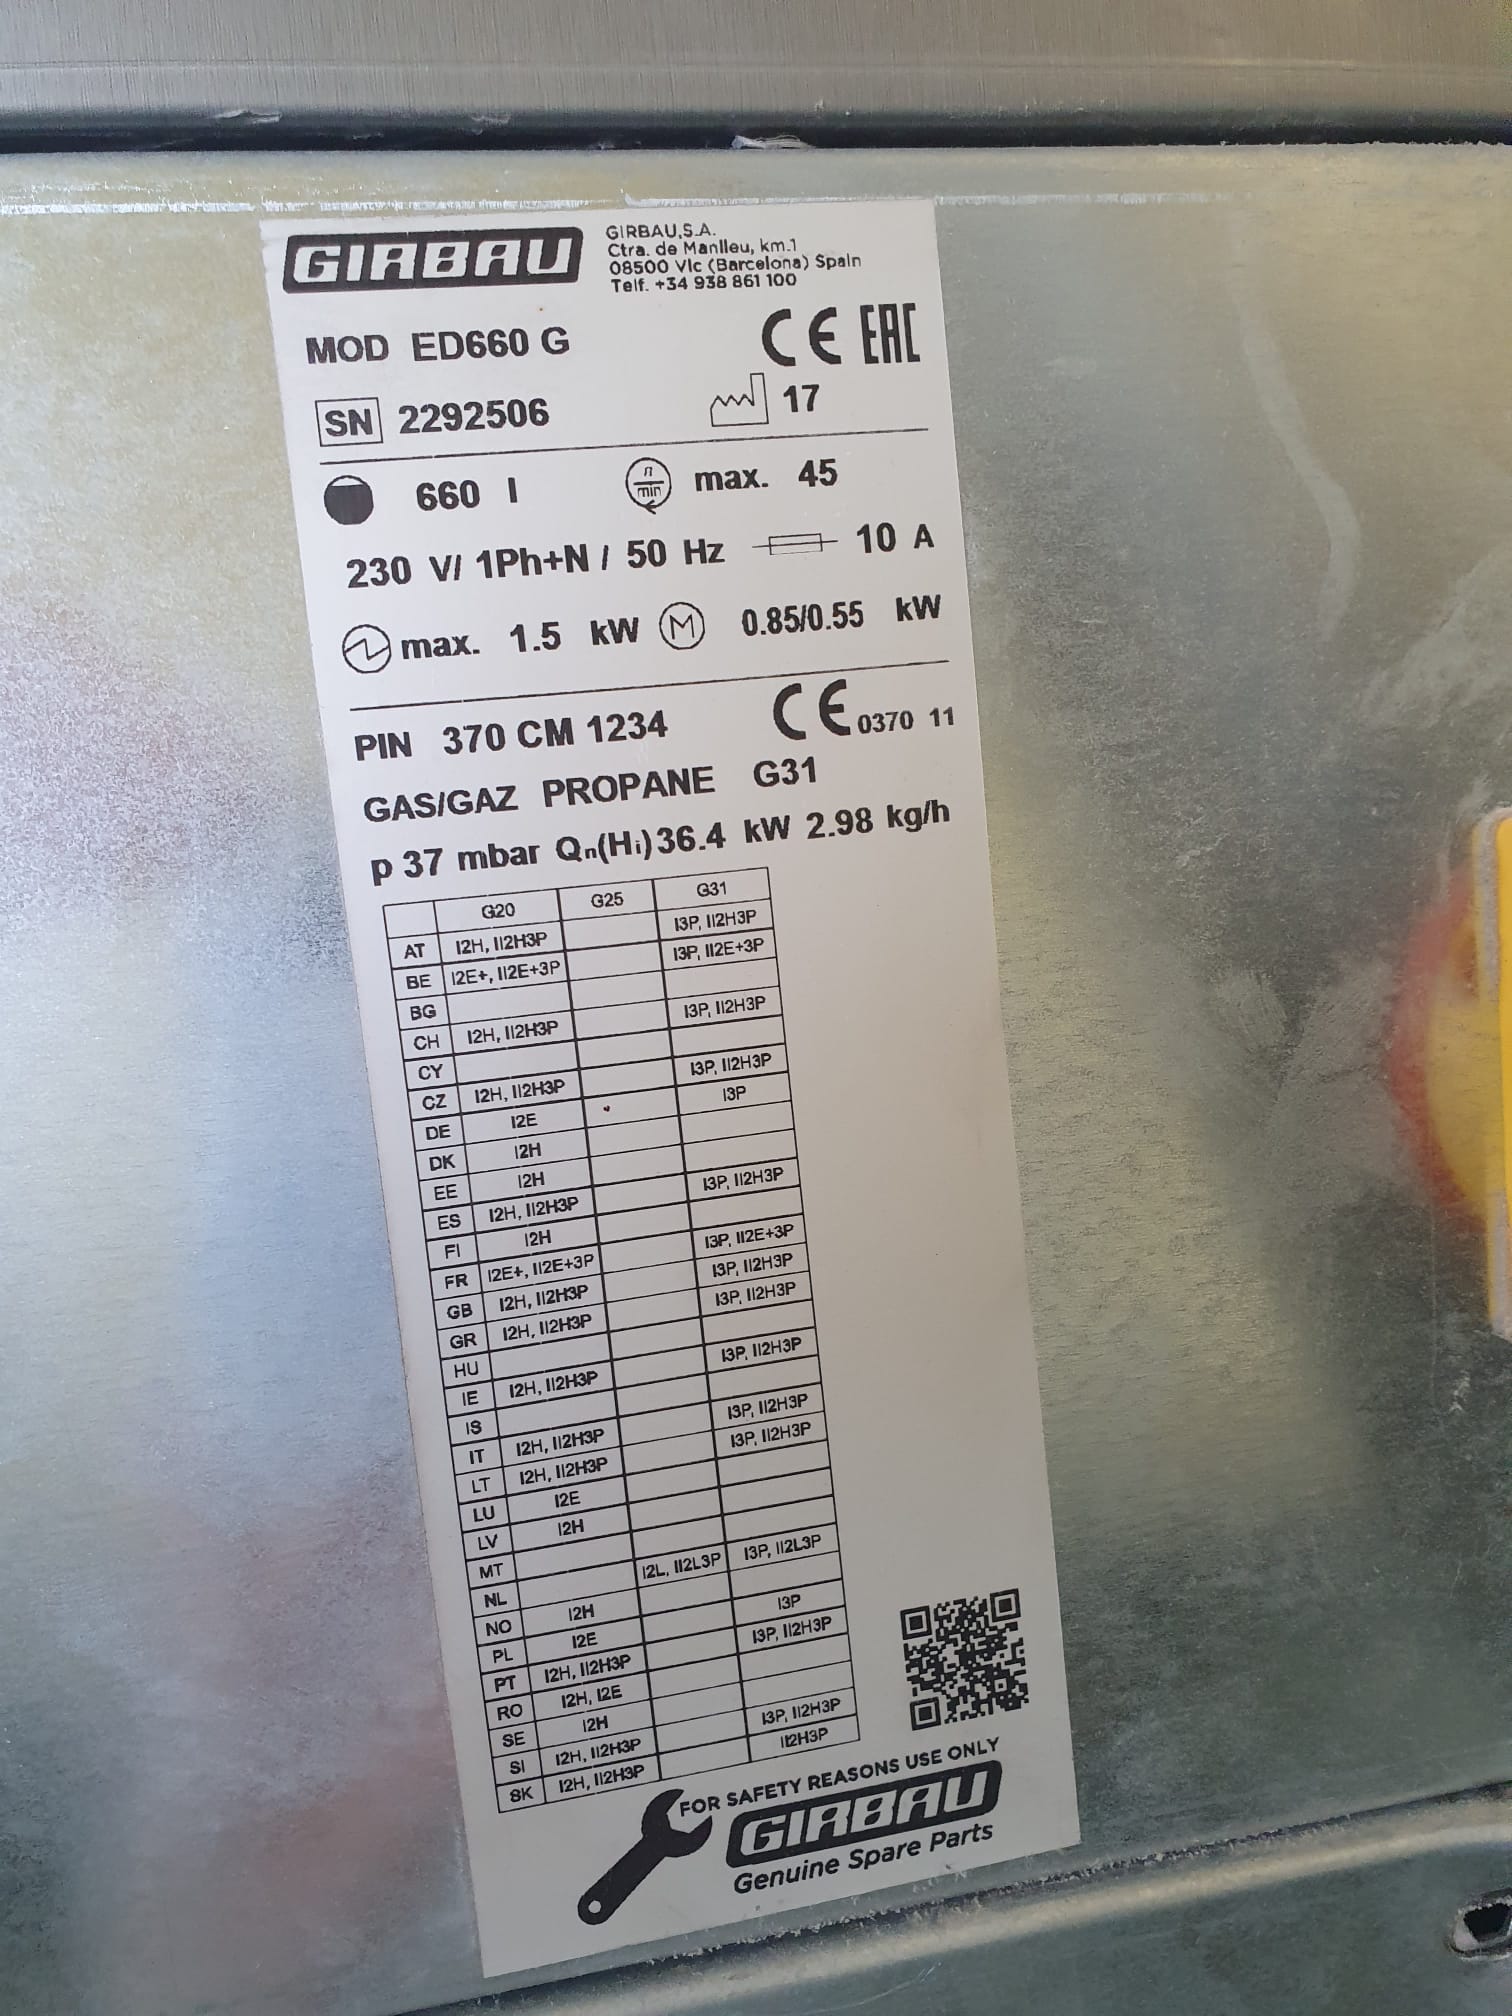 GIRBAU
GIRBAU,S.A.
Ctra. de Manlleu, km.1
08500 Vic (Barcelona) Spain
Telf. +34 938 861 100
MOD ED660 G CE EAC
SN 2292506 17
660 l n/min max. 45
230 V/ 1Ph+N / 50 Hz 10 A
max. 1.5 kW M 0.85/0.55 kW
PIN 370 CM 1234 CE 0370 11
GAS/GAZ PROPANE G31
p 37 mbar Qn(Hi) 36.4 kW 2.98 kg/h
G20 G25 G31
AT I2H, II2H3P I3P, II2H3P
BE I2E+, II2E+3P I3P, II2E+3P
BG
CH I2H, II2H3P I3P, II2H3P
CY
CZ I2H, II2H3P I3P, II2H3P
DE I2E I3P
DK I2H
EE I2H
ES I2H, II2H3P I3P, II2H3P
FI I2H
FR I2E+, II2E+3P I3P, II2E+3P
GB I2H, II2H3P I3P, II2H3P
GR I2H, II2H3P I3P, II2H3P
HU
IE I2H, II2H3P I3P, II2H3P
IS
IT I2H, II2H3P I3P, II2H3P
LT I2H, II2H3P I3P, II2H3P
LU I2E
LV I2H
MT
NL I2L, II2L3P I3P, II2L3P
NO I2H
PL I2E I3P
PT I2H, II2H3P I3P, II2H3P
RO I2H, I2E
SE I2H
SI I2H, II2H3P I3P, II2H3P
SK I2H, II2H3P II2H3P
FOR SAFETY REASONS USE ONLY
GIRBAU
Genuine Spare Parts